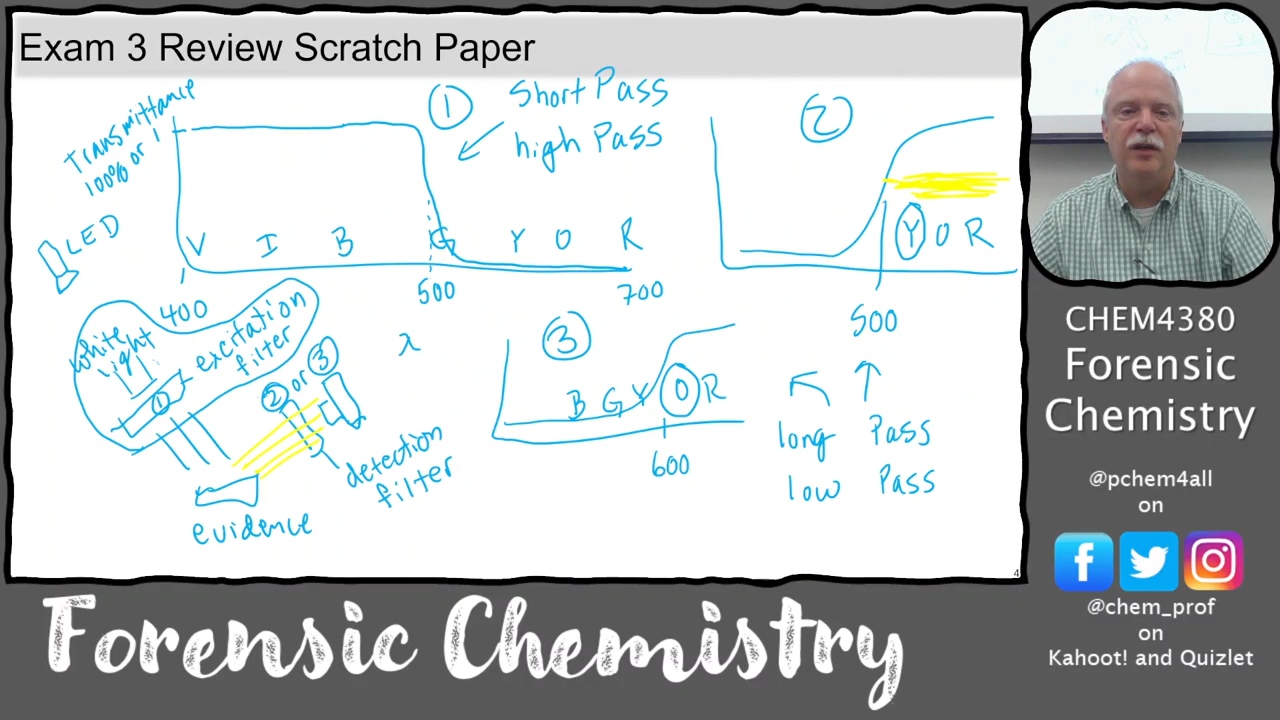 Exam 3 Review Scratch Paper
Transmittance
100% or 1
①
Short Pass
high Pass
②
LED
V I B G Y O R
Y O R
400
500
700
λ
500
white
light
excitation
filter
①
② or ③
③
B G Y O R
600
detection
filter
evidence
long Pass
low Pass
4
CHEM4380
Forensic
Chemistry
@pchem4all
on
@chem_prof
on
Kahoot! and Quizlet
Forensic Chemistry